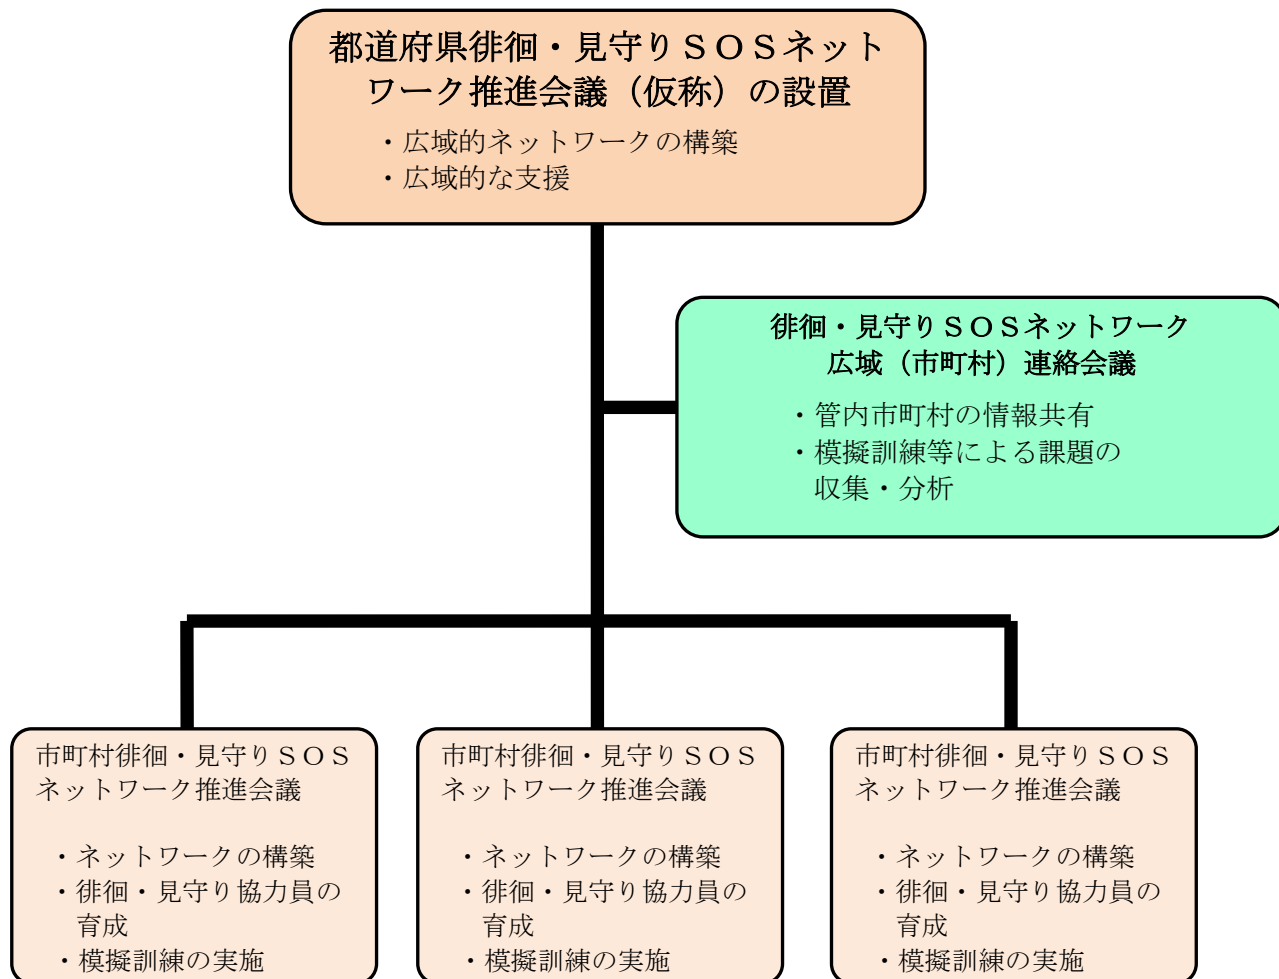 都道府県徘徊・見守りＳＯＳネット
ワーク推進会議（仮称）の設置
・広域的ネットワークの構築
・広域的な支援
徘徊・見守りＳＯＳネットワーク
広域（市町村）連絡会議
・管内市町村の情報共有
・模擬訓練等による課題の
収集・分析
市町村徘徊・見守りＳＯＳ
ネットワーク推進会議
・ネットワークの構築
・徘徊・見守り協力員の
育成
・模擬訓練の実施
市町村徘徊・見守りＳＯＳ
ネットワーク推進会議
・ネットワークの構築
・徘徊・見守り協力員の
育成
・模擬訓練の実施
市町村徘徊・見守りＳＯＳ
ネットワーク推進会議
・ネットワークの構築
・徘徊・見守り協力員の
育成
・模擬訓練の実施